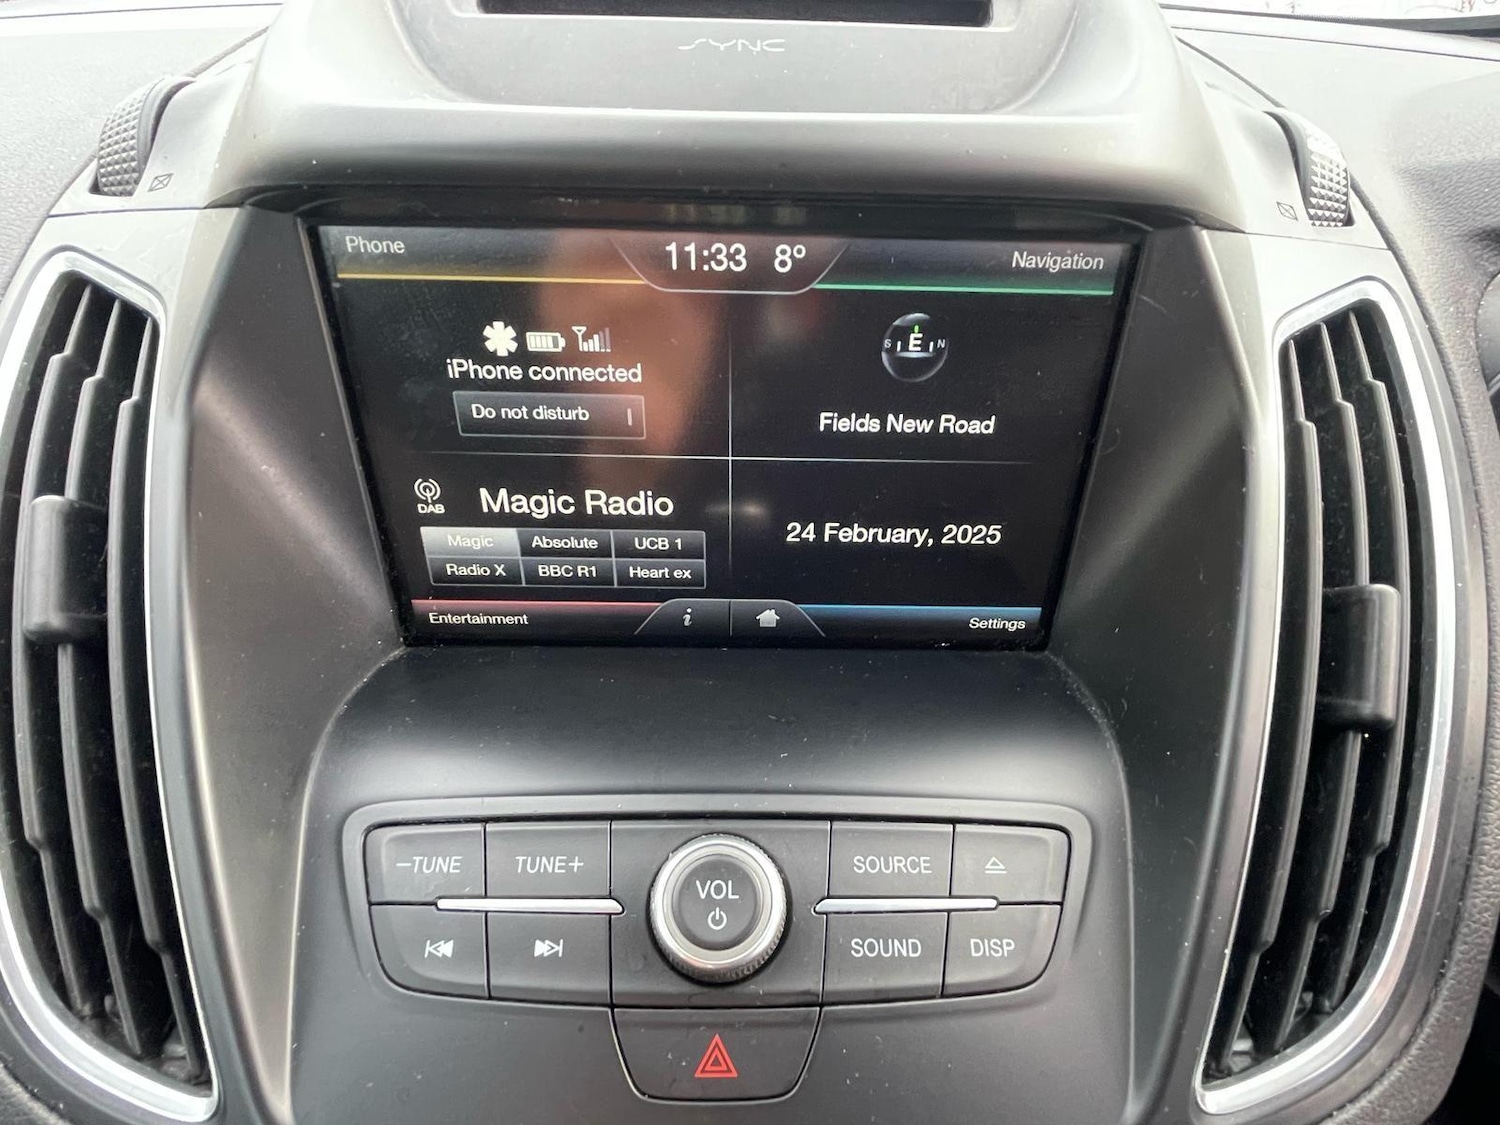 SYNC
Phone
11:33 8º
Navigation
iPhone connected
Do not disturb
S E N
Fields New Road
DAB
Magic Radio
Magic Absolute UCB 1
Radio X BBC R1 Heart ex
24 February, 2025
Entertainment
i
Settings
−TUNE TUNE+
VOL
SOURCE
SOUND DISP